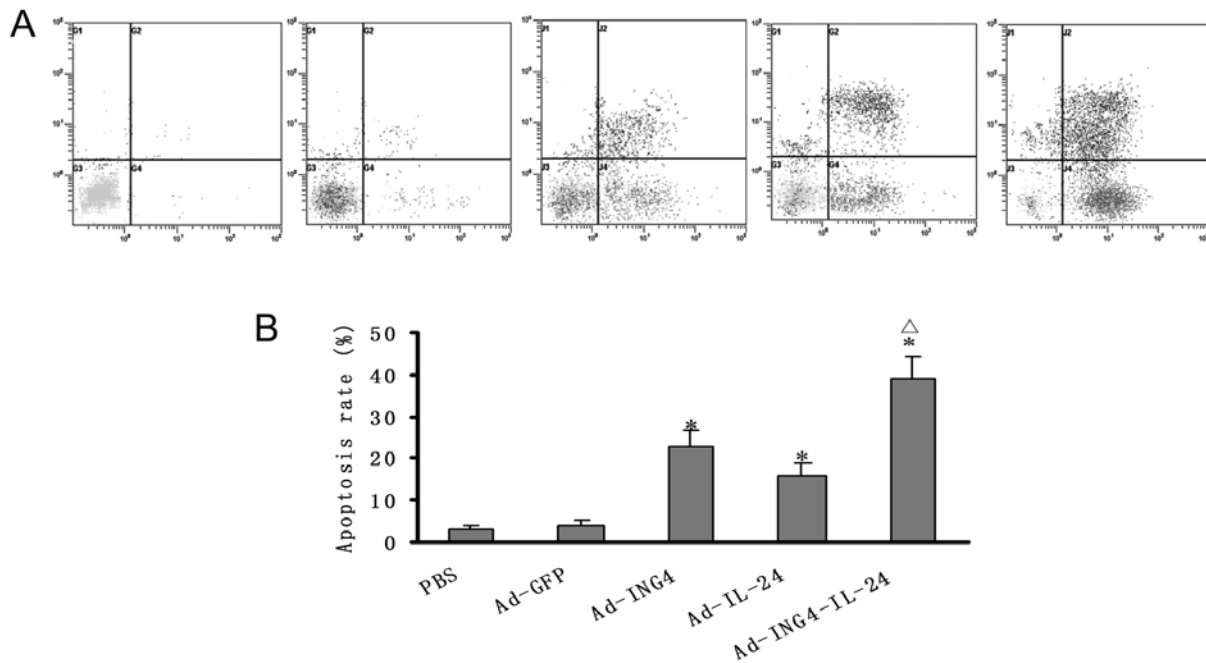 A
G1 G2 G3 G4
G1 G2 G3 G4
J1 J2 J3 J4
G1 G2 G3 G4
J1 J2 J3 J4
B
Apoptosis rate (%)
50
40
30
20
10
0
△
*
*
*
PBS
Ad-GFP
Ad-ING4
Ad-IL-24
Ad-ING4-IL-24